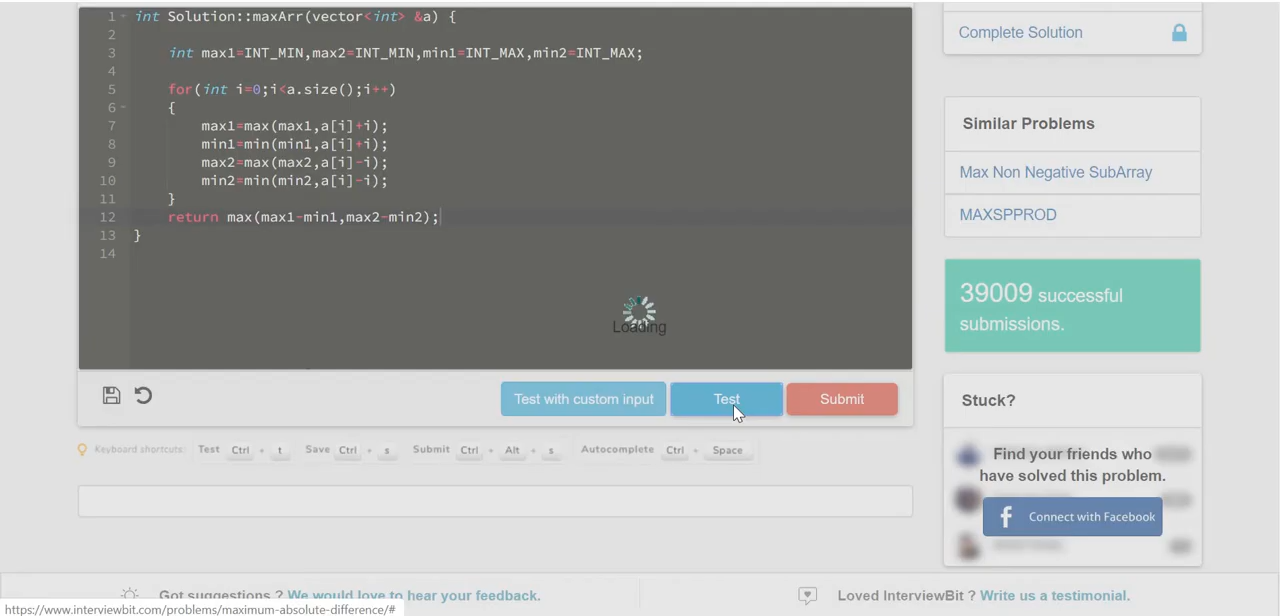 1 int Solution::maxArr(vector<int> &a) {
2
3 int max1=INT_MIN,max2=INT_MIN,min1=INT_MAX,min2=INT_MAX;
4
5 for(int i=0;i<a.size();i++)
6 {
7 max1=max(max1,a[i]+i);
8 min1=min(min1,a[i]+i);
9 max2=max(max2,a[i]-i);
10 min2=min(min2,a[i]-i);
11 }
12 return max(max1-min1,max2-min2);
13 }
14
Loading
Test with custom input
Test
Submit
Keyboard shortcuts: Test Ctrl + t Save Ctrl + s Submit Ctrl + Alt + s Autocomplete Ctrl + Space
Complete Solution
Similar Problems
Max Non Negative SubArray
MAXSPPROD
39009 successful
submissions.
Stuck?
Find your friends who
have solved this problem.
Connect with Facebook
Got suggestions ? We would love to hear your feedback.
Loved InterviewBit ? Write us a testimonial.
https://www.interviewbit.com/problems/maximum-absolute-difference/#